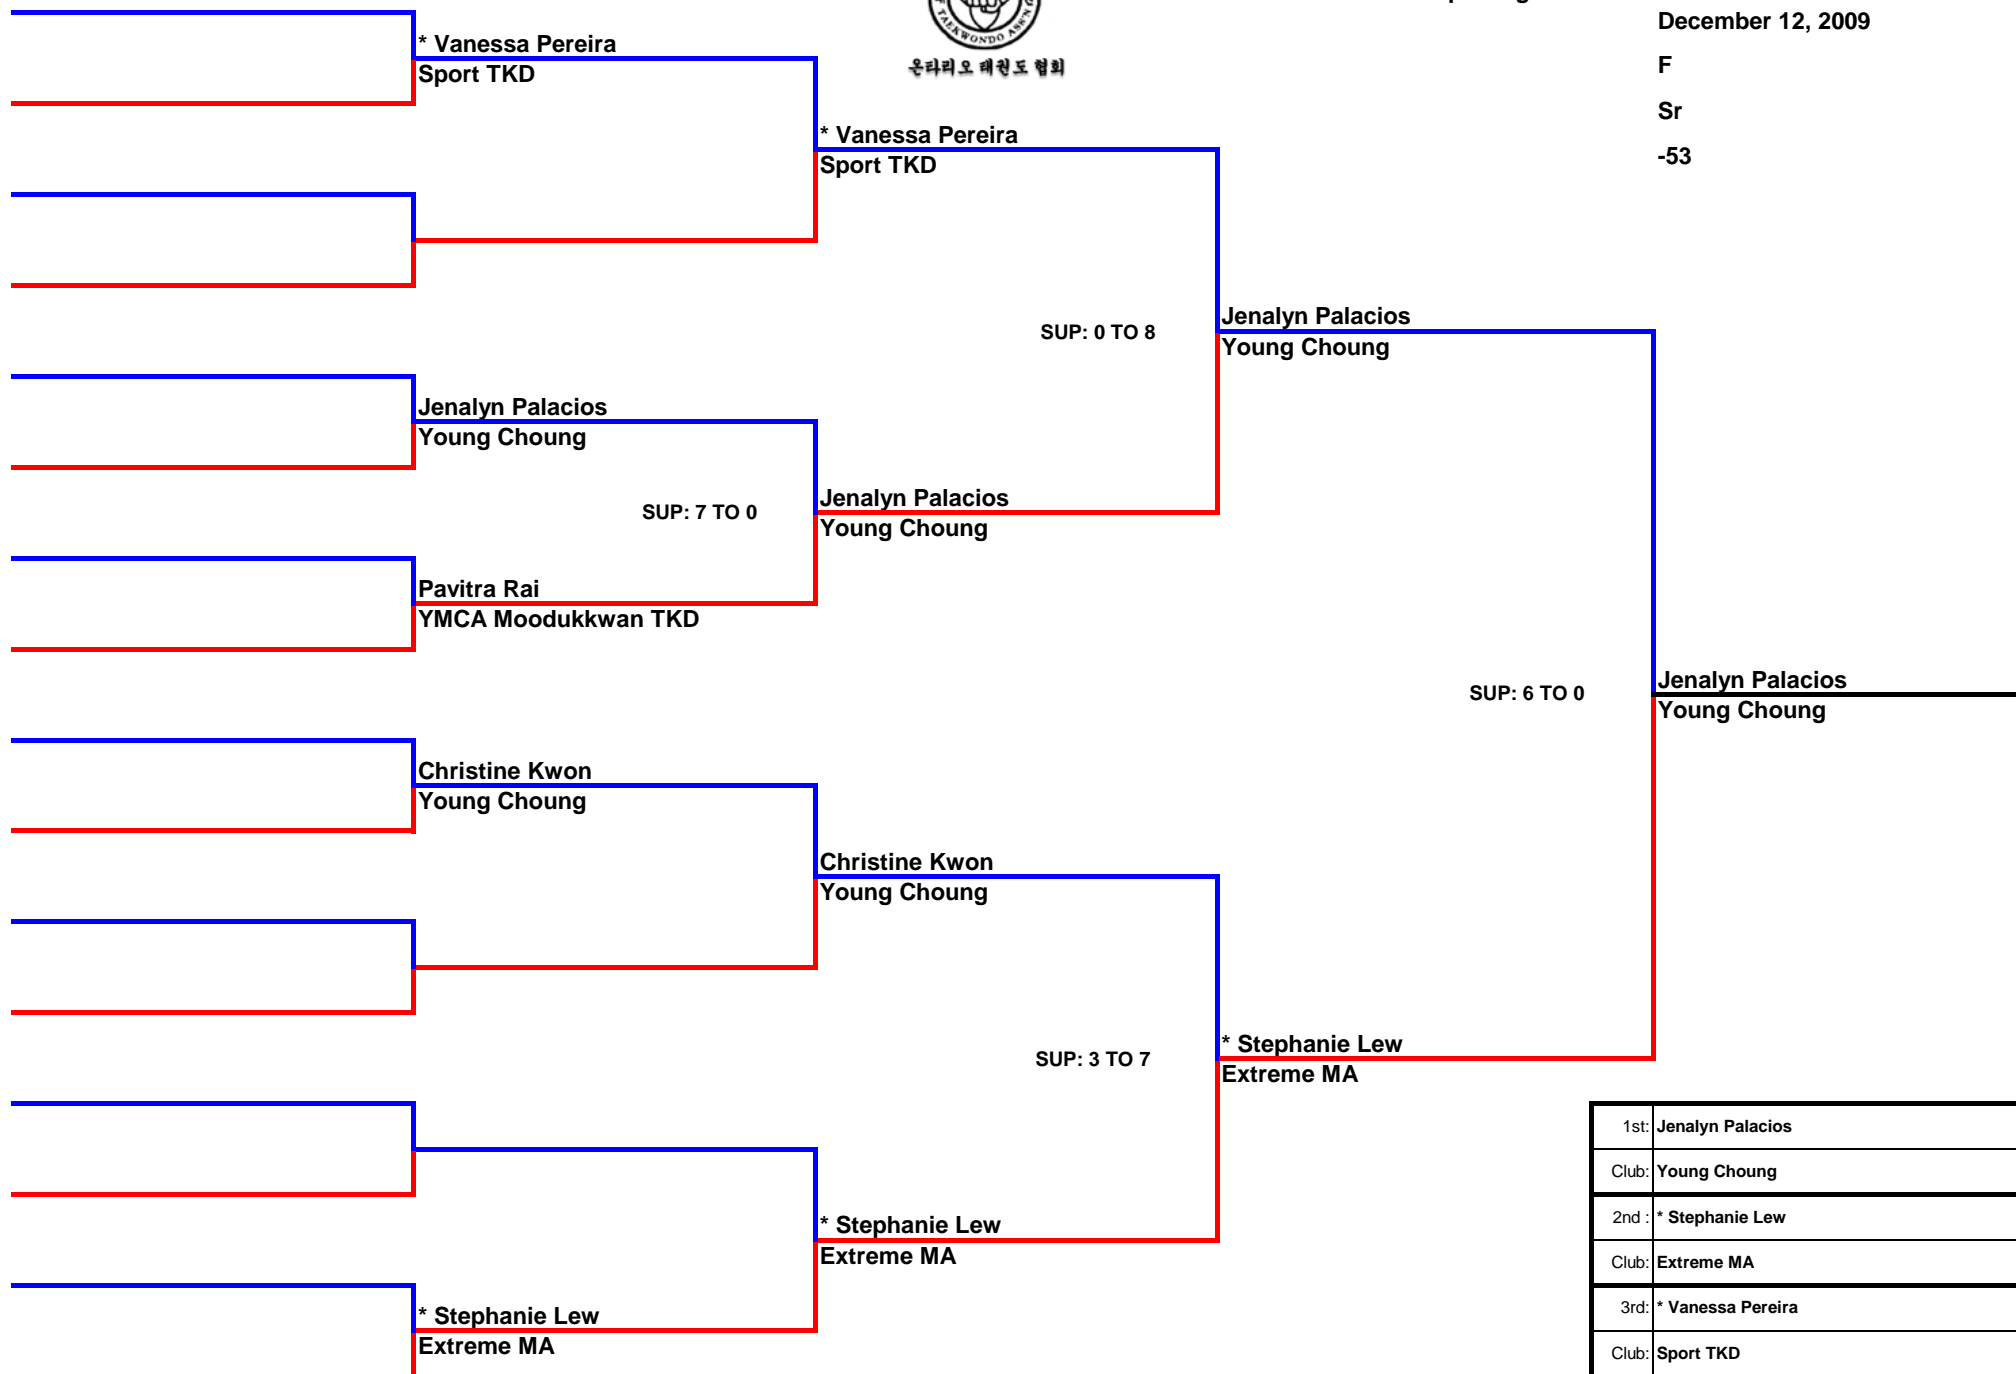 December 12, 2009
F
Sr
-53
TAEKWONDO ASS'N
온타리오 태권도 협회
* Vanessa Pereira
Sport TKD
* Vanessa Pereira
Sport TKD
SUP: 0 TO 8
Jenalyn Palacios
Young Choung
Jenalyn Palacios
Young Choung
SUP: 7 TO 0
Jenalyn Palacios
Young Choung
Pavitra Rai
YMCA Moodukkwan TKD
SUP: 6 TO 0
Jenalyn Palacios
Young Choung
Christine Kwon
Young Choung
Christine Kwon
Young Choung
SUP: 3 TO 7
* Stephanie Lew
Extreme MA
* Stephanie Lew
Extreme MA
* Stephanie Lew
Extreme MA
1st: Jenalyn Palacios
Club: Young Choung
2nd : * Stephanie Lew
Club: Extreme MA
3rd: * Vanessa Pereira
Club: Sport TKD